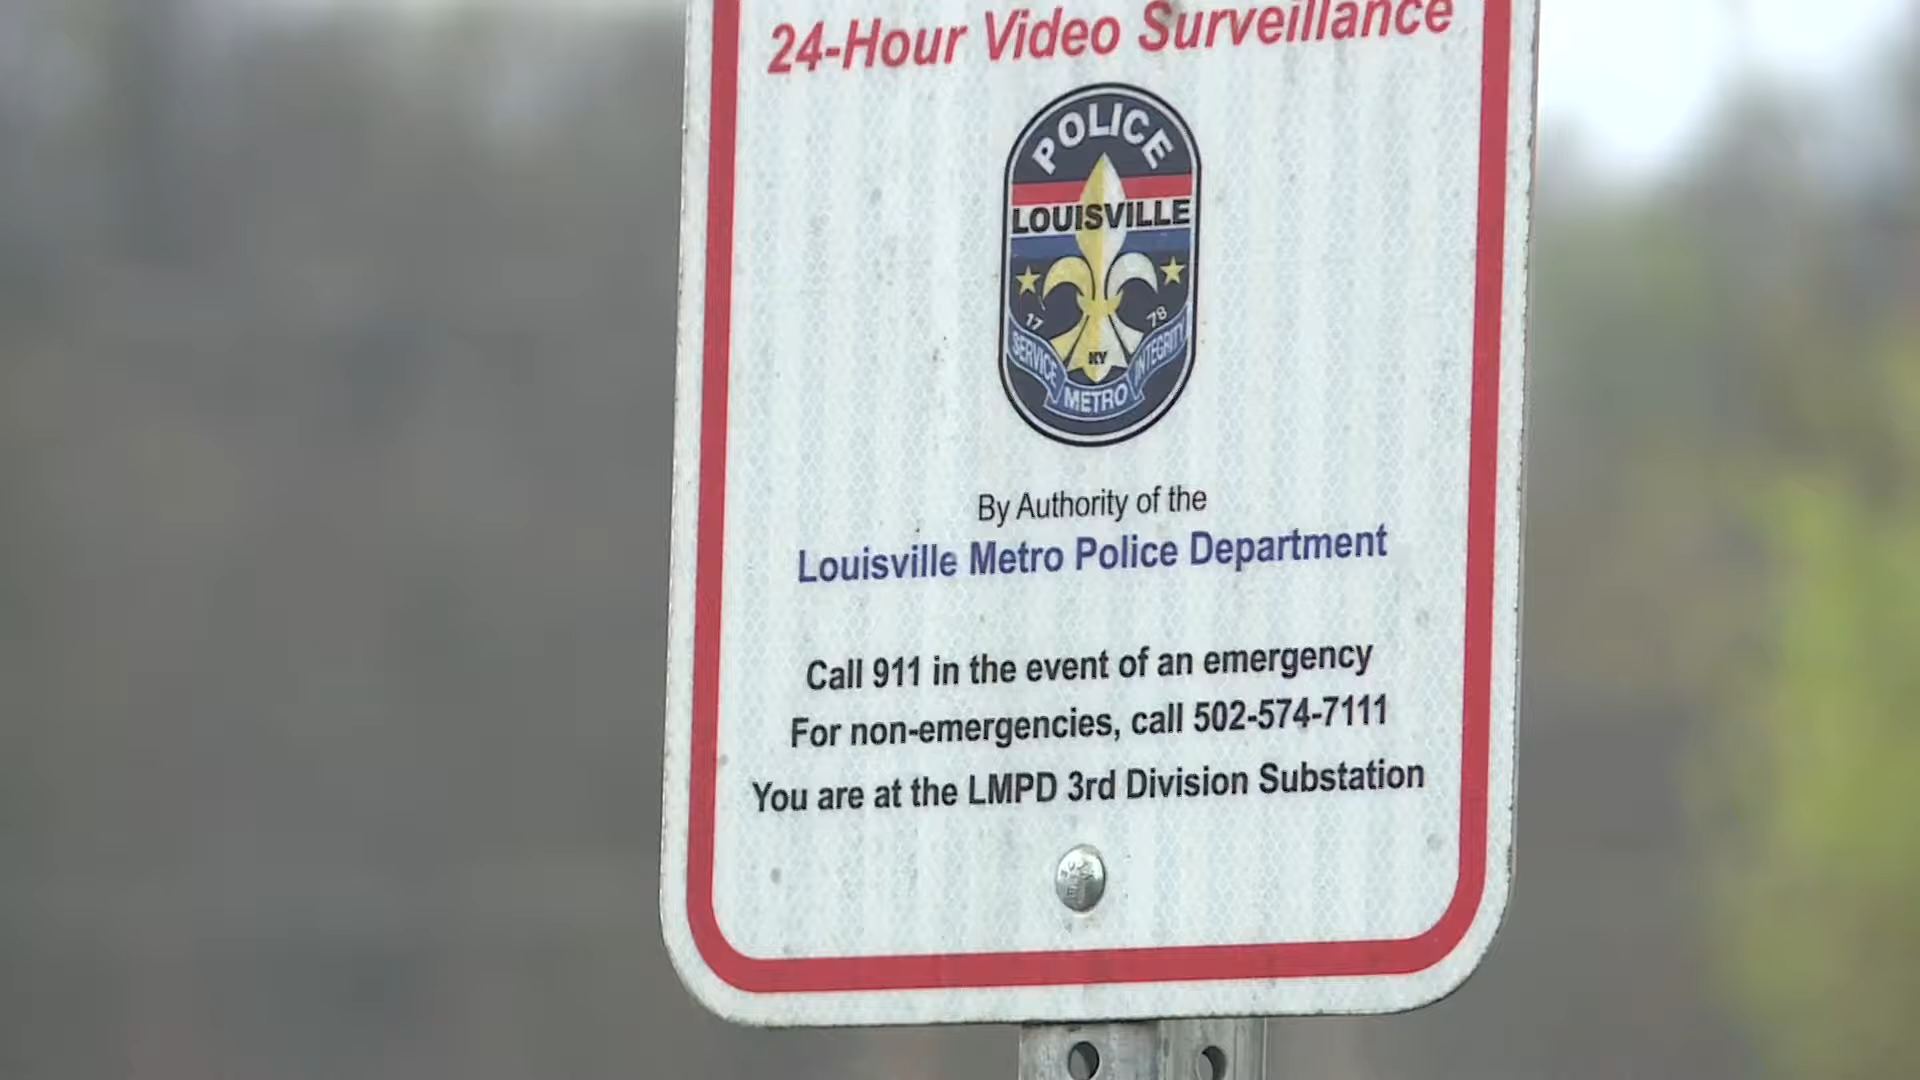 24-Hour Video Surveillance
POLICE
LOUISVILLE
17 78
KY
SERVICE METRO INTEGRITY
By Authority of the
Louisville Metro Police Department
Call 911 in the event of an emergency
For non-emergencies, call 502-574-7111
You are at the LMPD 3rd Division Substation